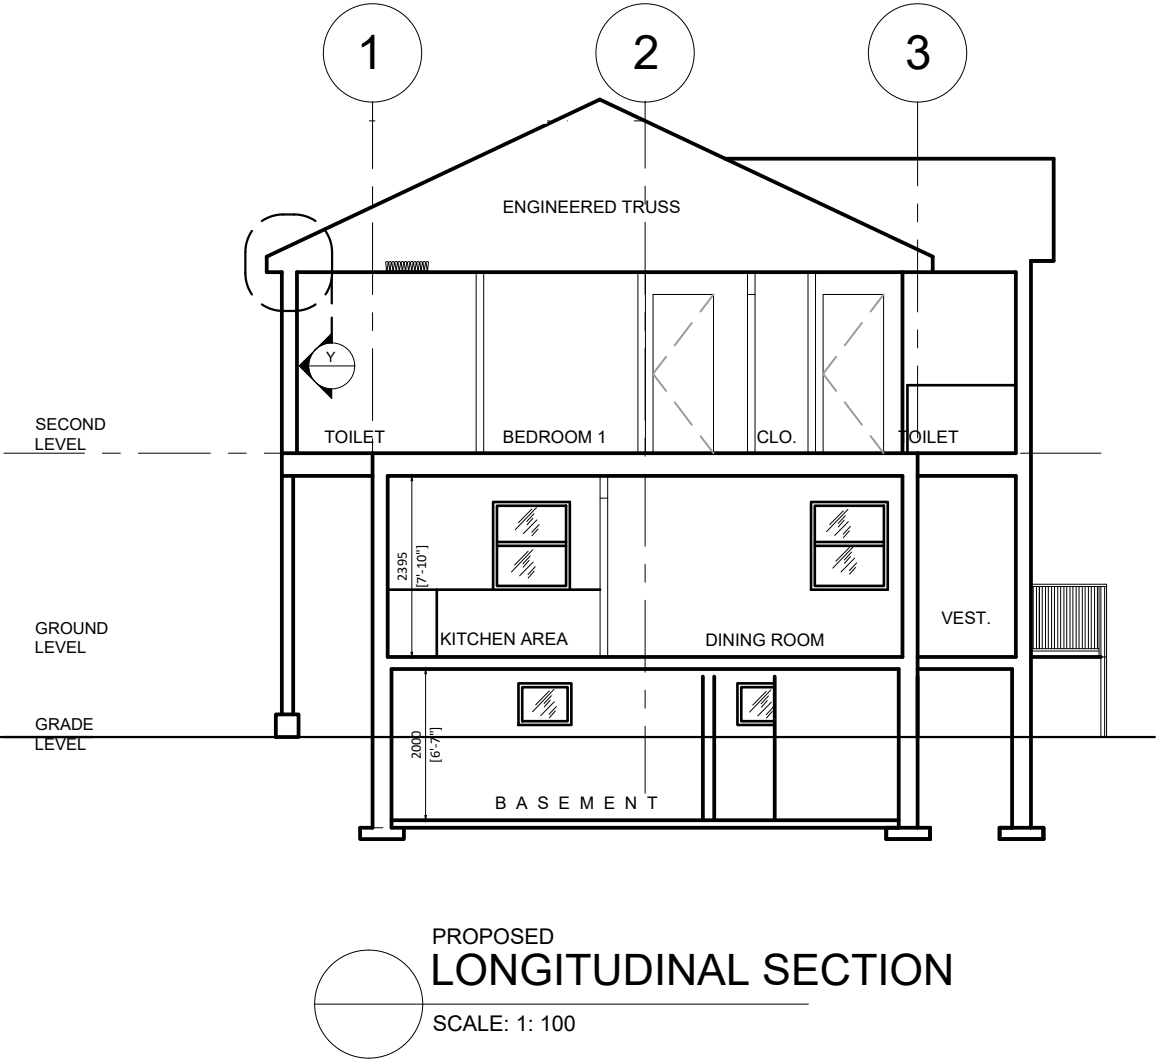 1
2
3
ENGINEERED TRUSS
Y
SECOND
LEVEL
TOILET
BEDROOM 1
CLO.
TOILET
2395
[7'-10"]
GROUND
LEVEL
KITCHEN AREA
DINING ROOM
VEST.
GRADE
LEVEL
2000
[6'-7"]
B A S E M E N T
PROPOSED
LONGITUDINAL SECTION
SCALE: 1: 100